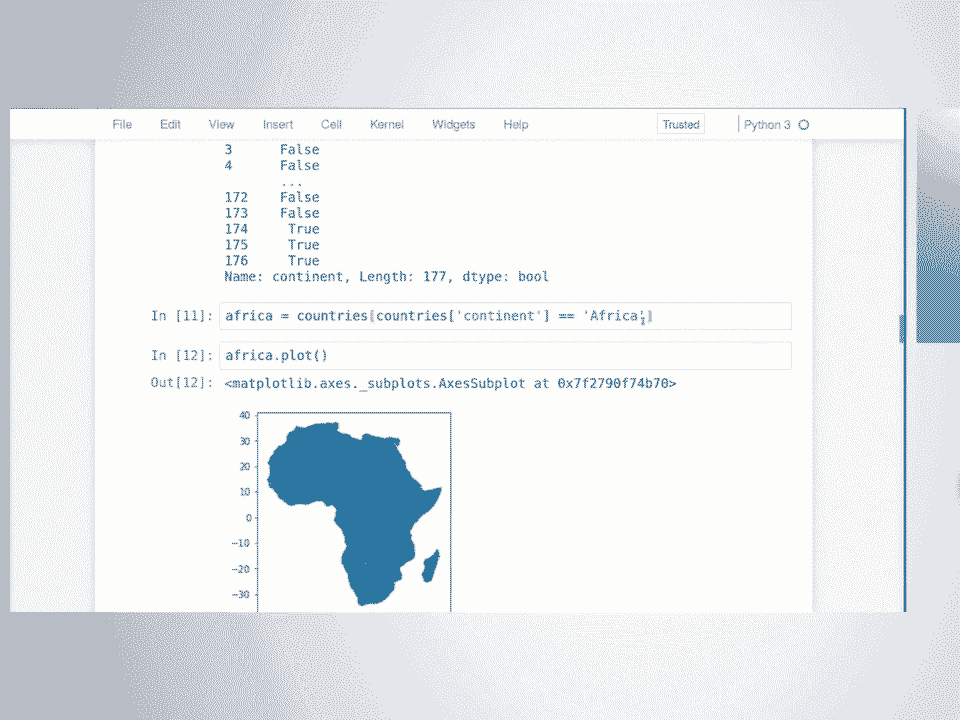 File Edit View Insert Cell Kernel Widgets Help Trusted Python 3
3 False
4 False
...
172 False
173 False
174 True
175 True
176 True
Name: continent, Length: 177, dtype: bool
In [11]: africa = countries[countries['continent'] == 'Africa']
In [12]: africa.plot()
Out[12]: <matplotlib.axes._subplots.AxesSubplot at 0x7f2790f74b70>
40
30
20
10
0
−10
−20
−30